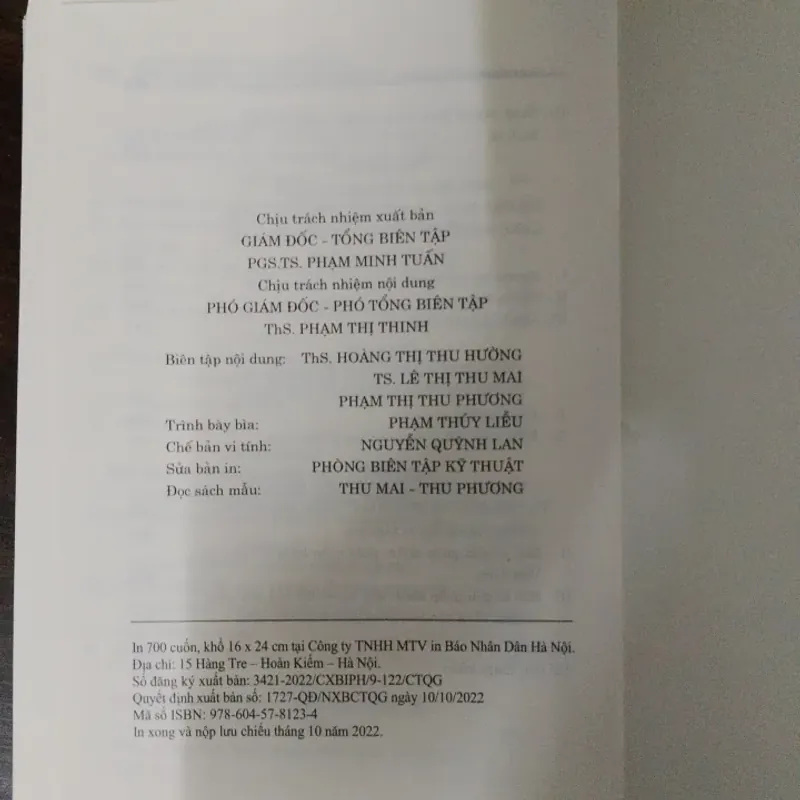 Chịu trách nhiệm xuất bản
GIÁM ĐỐC - TỔNG BIÊN TẬP
PGS.TS. PHẠM MINH TUẤN
Chịu trách nhiệm nội dung
PHÓ GIÁM ĐỐC - PHÓ TỔNG BIÊN TẬP
ThS. PHẠM THỊ THINH
Biên tập nội dung: ThS. HOÀNG THỊ THU HƯỜNG
TS. LÊ THỊ THU MAI
PHẠM THỊ THU PHƯƠNG
Trình bày bìa: PHẠM THÚY LIỄU
Chế bản vi tính: NGUYỄN QUỲNH LAN
Sửa bản in: PHÒNG BIÊN TẬP KỸ THUẬT
Đọc sách mẫu: THU MAI - THU PHƯƠNG
In 700 cuốn, khổ 16 x 24 cm tại Công ty TNHH MTV in Báo Nhân Dân Hà Nội.
Địa chỉ: 15 Hàng Tre – Hoàn Kiếm – Hà Nội.
Số đăng ký xuất bản: 3421-2022/CXBIPH/9-122/CTQG
Quyết định xuất bản số: 1727-QĐ/NXBCTQG ngày 10/10/2022
Mã số ISBN: 978-604-57-8123-4
In xong và nộp lưu chiểu tháng 10 năm 2022.